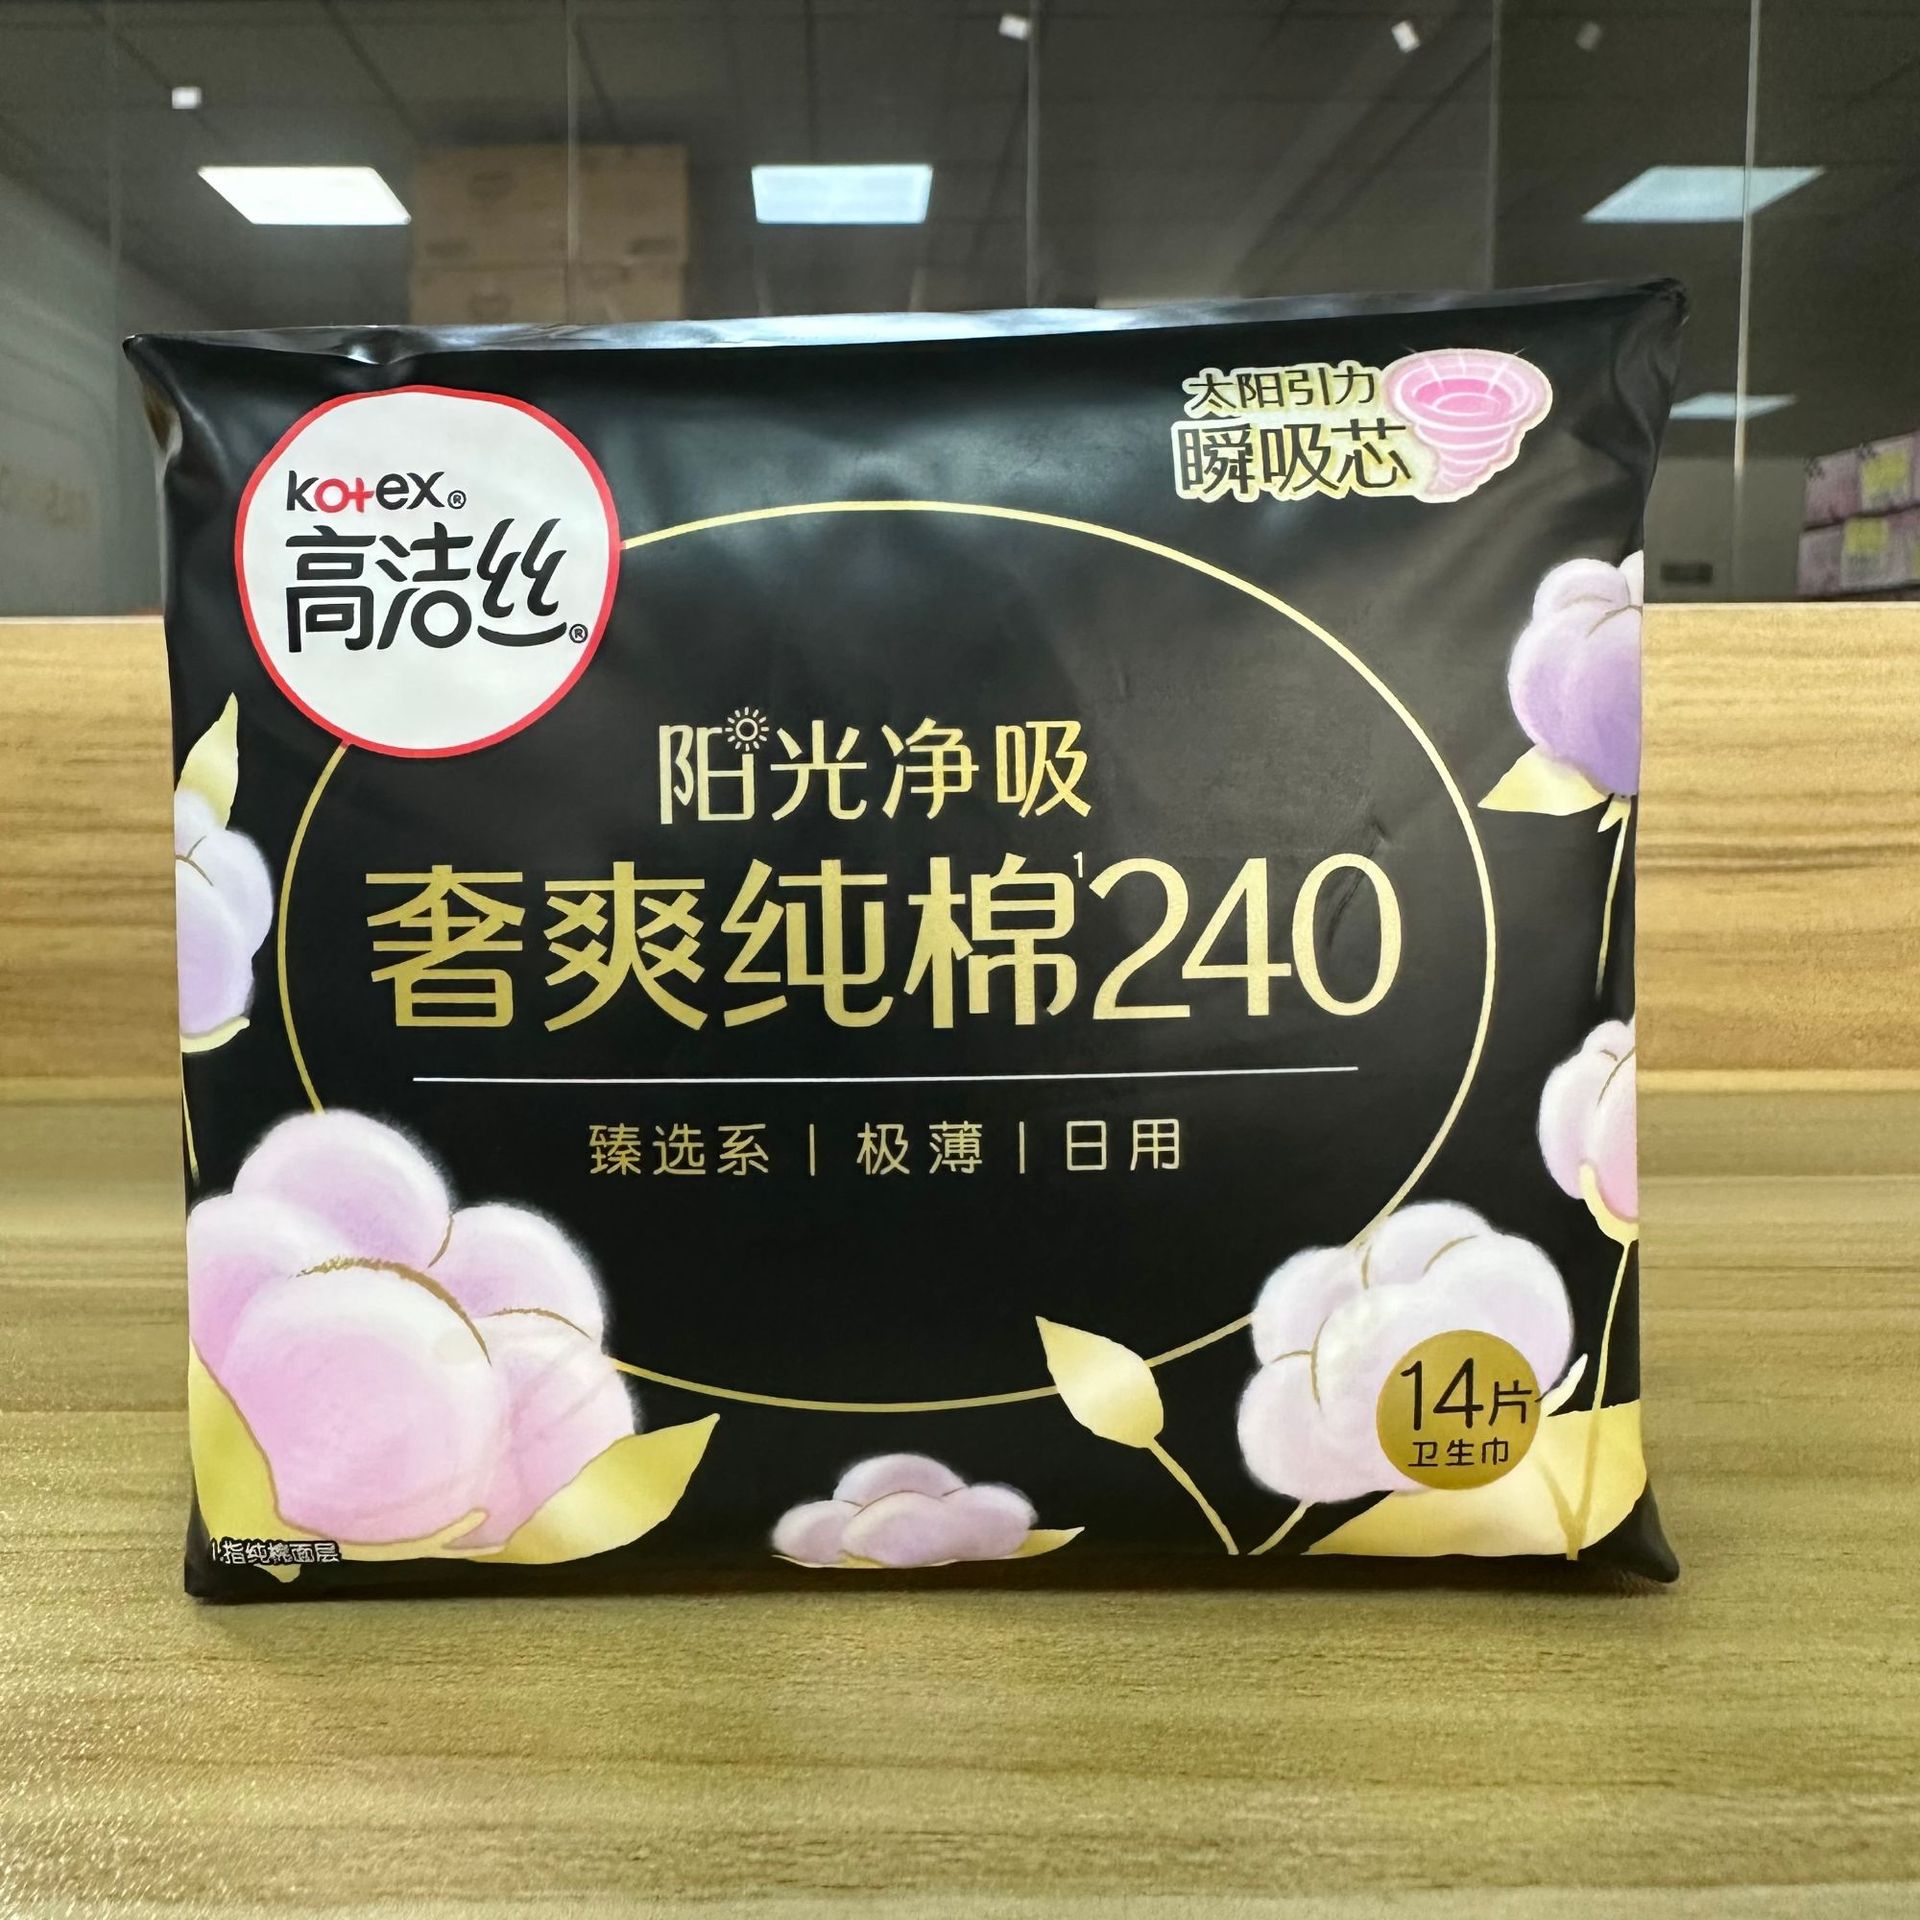 kotex®
高洁丝®
太阳引力
瞬吸芯
阳光净吸
奢爽纯棉¹240
臻选系 | 极薄 | 日用
14片
卫生巾
1.指纯棉面层